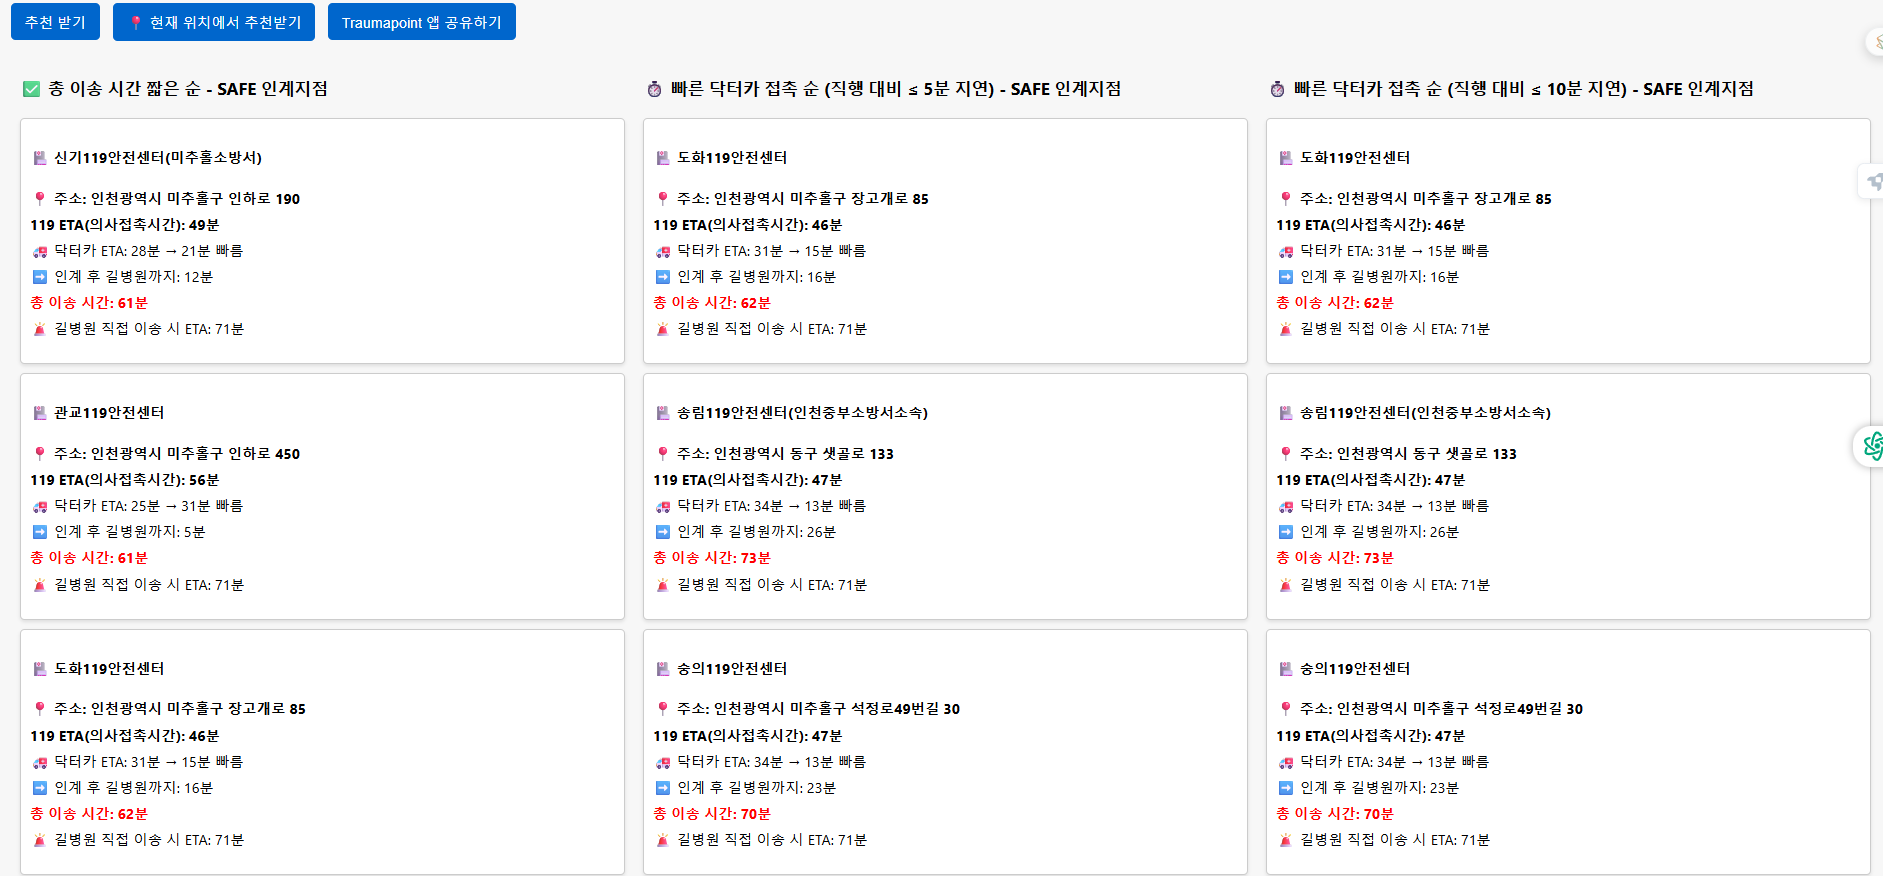 추천 받기
📍 현재 위치에서 추천받기
Traumapoint 앱 공유하기
✅ 총 이송 시간 짧은 순 - SAFE 인계지점
신기119안전센터(미추홀소방서)
📍 주소: 인천광역시 미추홀구 인하로 190
119 ETA(의사접촉시간): 49분
🚑 닥터카 ETA: 28분 → 21분 빠름
➡️ 인계 후 길병원까지: 12분
총 이송 시간: 61분
🚨 길병원 직접 이송 시 ETA: 71분
관교119안전센터
📍 주소: 인천광역시 미추홀구 인하로 450
119 ETA(의사접촉시간): 56분
🚑 닥터카 ETA: 25분 → 31분 빠름
➡️ 인계 후 길병원까지: 5분
총 이송 시간: 61분
🚨 길병원 직접 이송 시 ETA: 71분
도화119안전센터
📍 주소: 인천광역시 미추홀구 장고개로 85
119 ETA(의사접촉시간): 46분
🚑 닥터카 ETA: 31분 → 15분 빠름
➡️ 인계 후 길병원까지: 16분
총 이송 시간: 62분
🚨 길병원 직접 이송 시 ETA: 71분
⏱️ 빠른 닥터카 접촉 순 (직행 대비 ≤ 5분 지연) - SAFE 인계지점
도화119안전센터
📍 주소: 인천광역시 미추홀구 장고개로 85
119 ETA(의사접촉시간): 46분
🚑 닥터카 ETA: 31분 → 15분 빠름
➡️ 인계 후 길병원까지: 16분
총 이송 시간: 62분
🚨 길병원 직접 이송 시 ETA: 71분
송림119안전센터(인천중부소방서소속)
📍 주소: 인천광역시 동구 샛골로 133
119 ETA(의사접촉시간): 47분
🚑 닥터카 ETA: 34분 → 13분 빠름
➡️ 인계 후 길병원까지: 26분
총 이송 시간: 73분
🚨 길병원 직접 이송 시 ETA: 71분
숭의119안전센터
📍 주소: 인천광역시 미추홀구 석정로49번길 30
119 ETA(의사접촉시간): 47분
🚑 닥터카 ETA: 34분 → 13분 빠름
➡️ 인계 후 길병원까지: 23분
총 이송 시간: 70분
🚨 길병원 직접 이송 시 ETA: 71분
⏱️ 빠른 닥터카 접촉 순 (직행 대비 ≤ 10분 지연) - SAFE 인계지점
도화119안전센터
📍 주소: 인천광역시 미추홀구 장고개로 85
119 ETA(의사접촉시간): 46분
🚑 닥터카 ETA: 31분 → 15분 빠름
➡️ 인계 후 길병원까지: 16분
총 이송 시간: 62분
🚨 길병원 직접 이송 시 ETA: 71분
송림119안전센터(인천중부소방서소속)
📍 주소: 인천광역시 동구 샛골로 133
119 ETA(의사접촉시간): 47분
🚑 닥터카 ETA: 34분 → 13분 빠름
➡️ 인계 후 길병원까지: 26분
총 이송 시간: 73분
🚨 길병원 직접 이송 시 ETA: 71분
숭의119안전센터
📍 주소: 인천광역시 미추홀구 석정로49번길 30
119 ETA(의사접촉시간): 47분
🚑 닥터카 ETA: 34분 → 13분 빠름
➡️ 인계 후 길병원까지: 23분
총 이송 시간: 70분
🚨 길병원 직접 이송 시 ETA: 71분